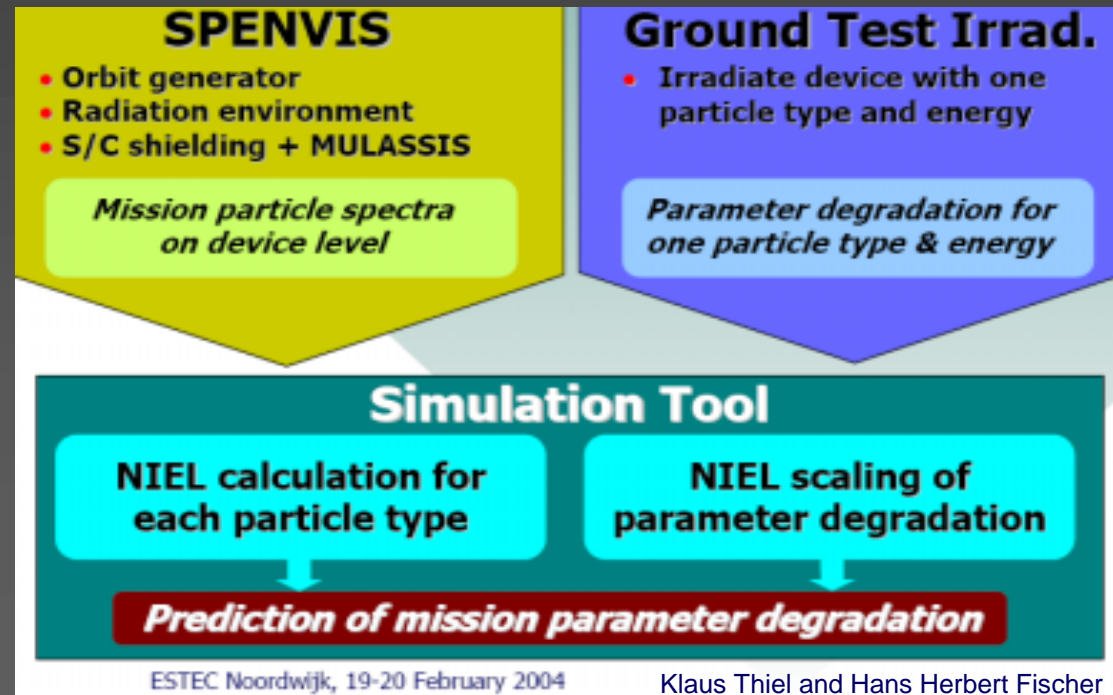 SPENVIS
• Orbit generator
• Radiation environment
• S/C shielding + MULASSIS
Mission particle spectra
on device level
Ground Test Irrad.
• Irradiate device with one
particle type and energy
Parameter degradation for
one particle type & energy
Simulation Tool
NIEL calculation for
each particle type
NIEL scaling of
parameter degradation
Prediction of mission parameter degradation
ESTEC Noordwijk, 19-20 February 2004
Klaus Thiel and Hans Herbert Fischer